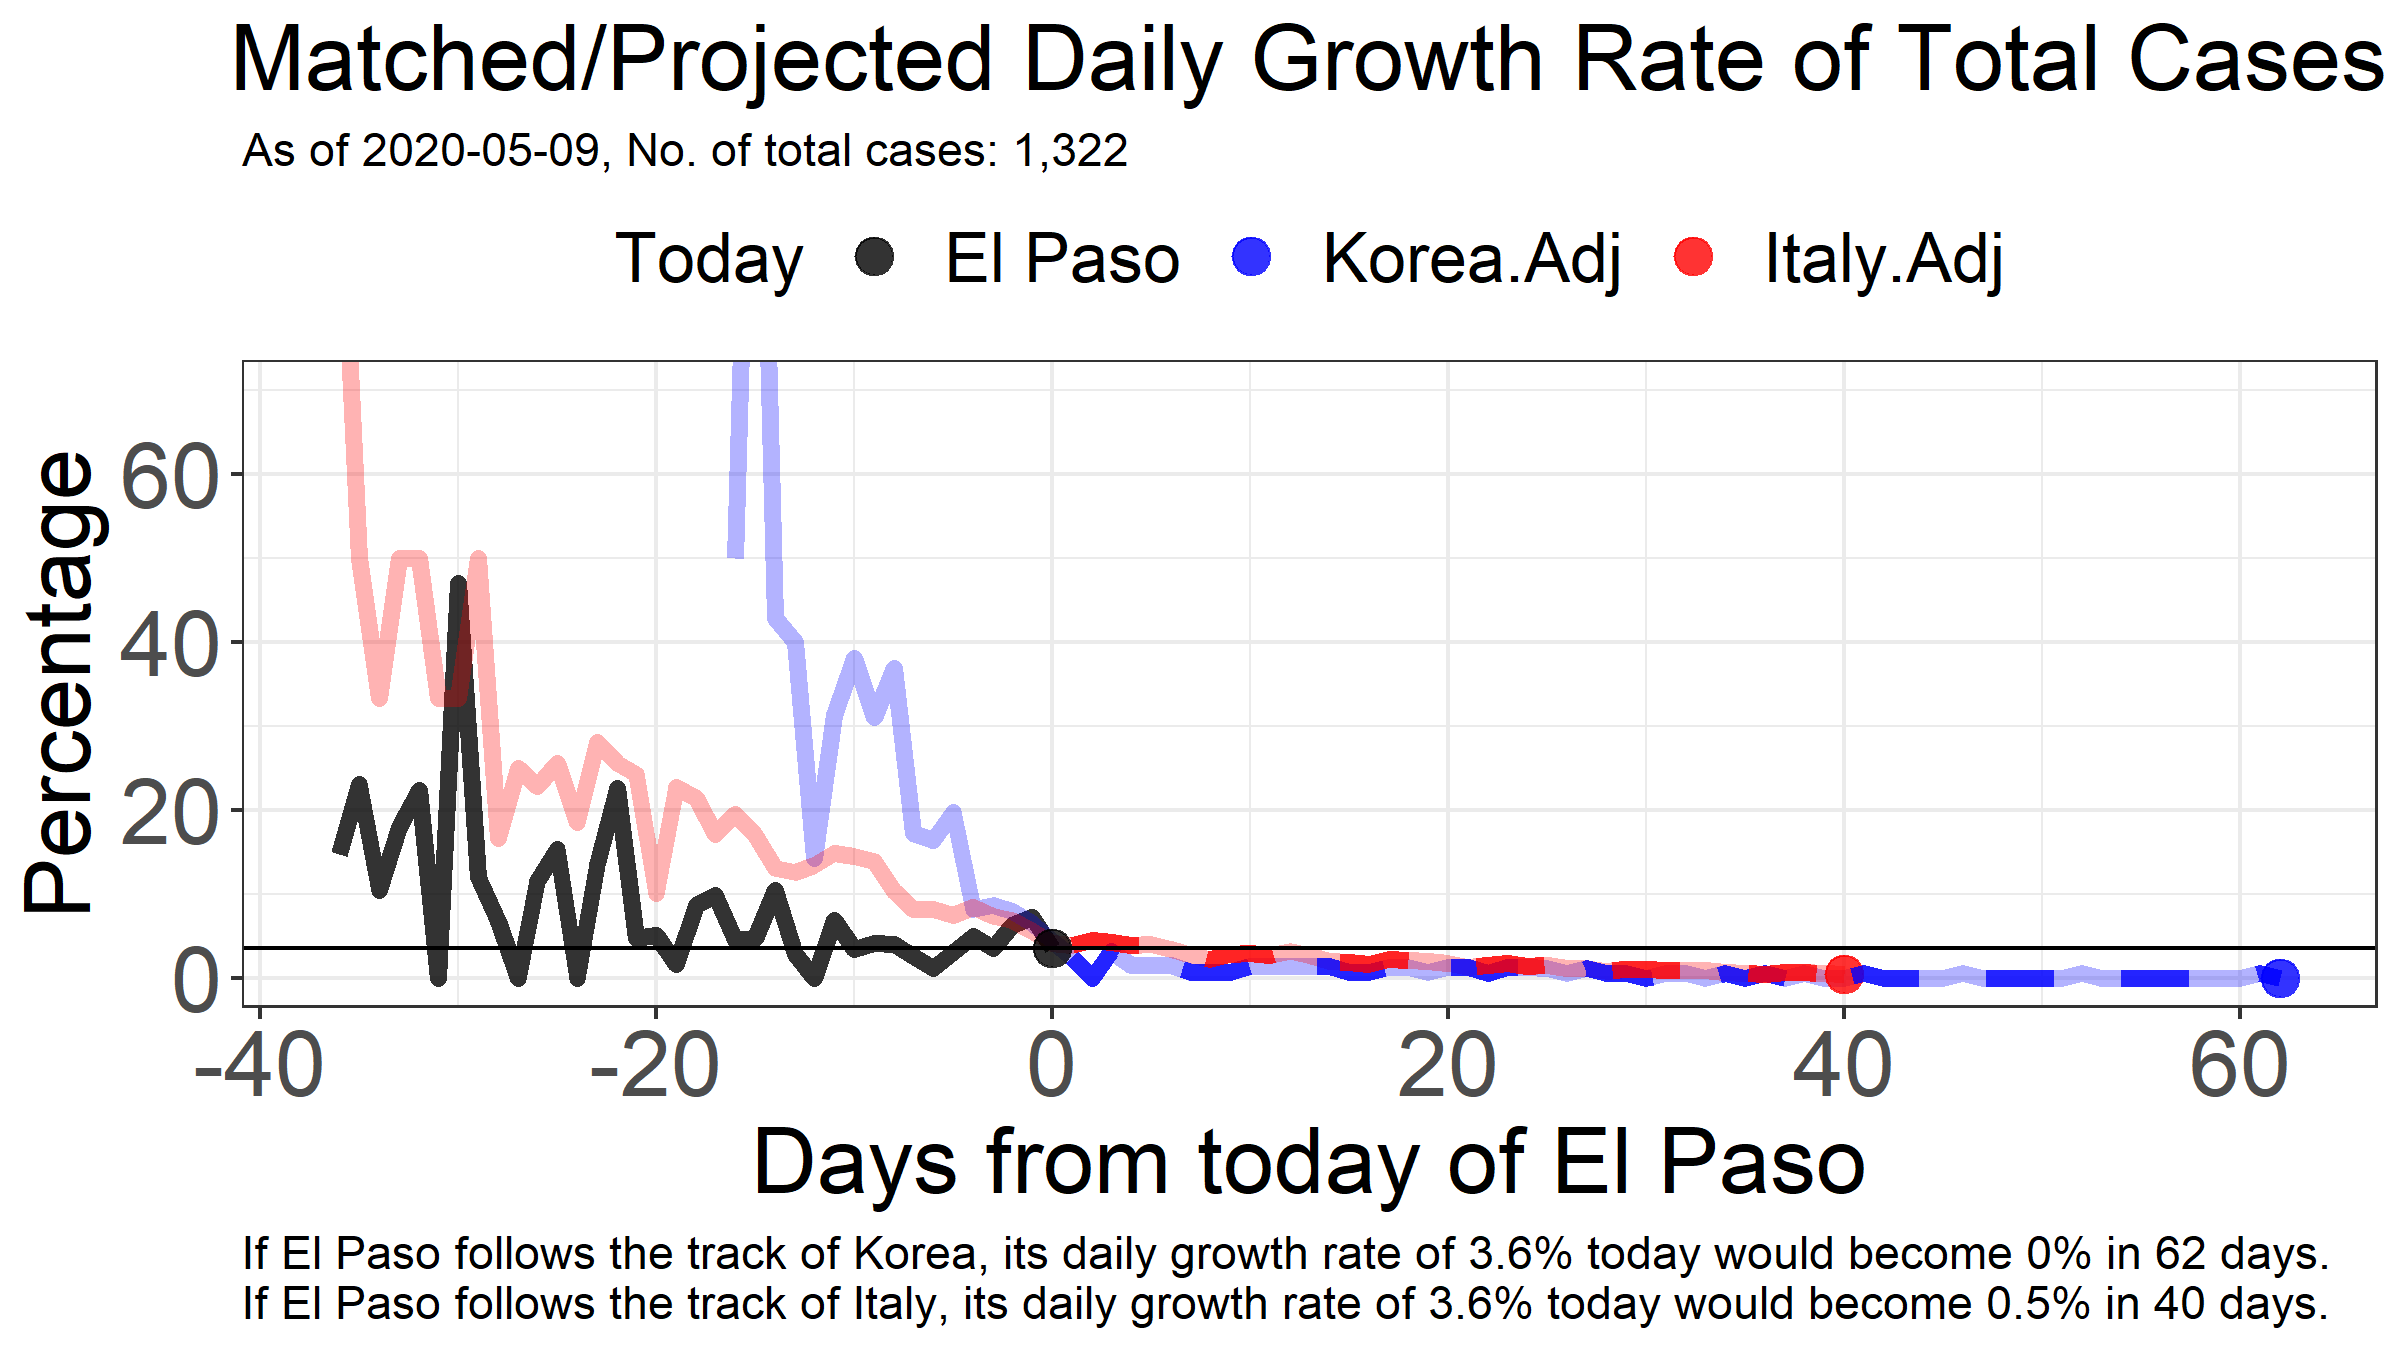 Matched/Projected Daily Growth Rate of Total Cases
As of 2020-05-09, No. of total cases: 1,322
Today El Paso Korea.Adj Italy.Adj
Percentage
60
40
20
0
-40 -20 0 20 40 60
Days from today of El Paso
If El Paso follows the track of Korea, its daily growth rate of 3.6% today would become 0% in 62 days.
If El Paso follows the track of Italy, its daily growth rate of 3.6% today would become 0.5% in 40 days.